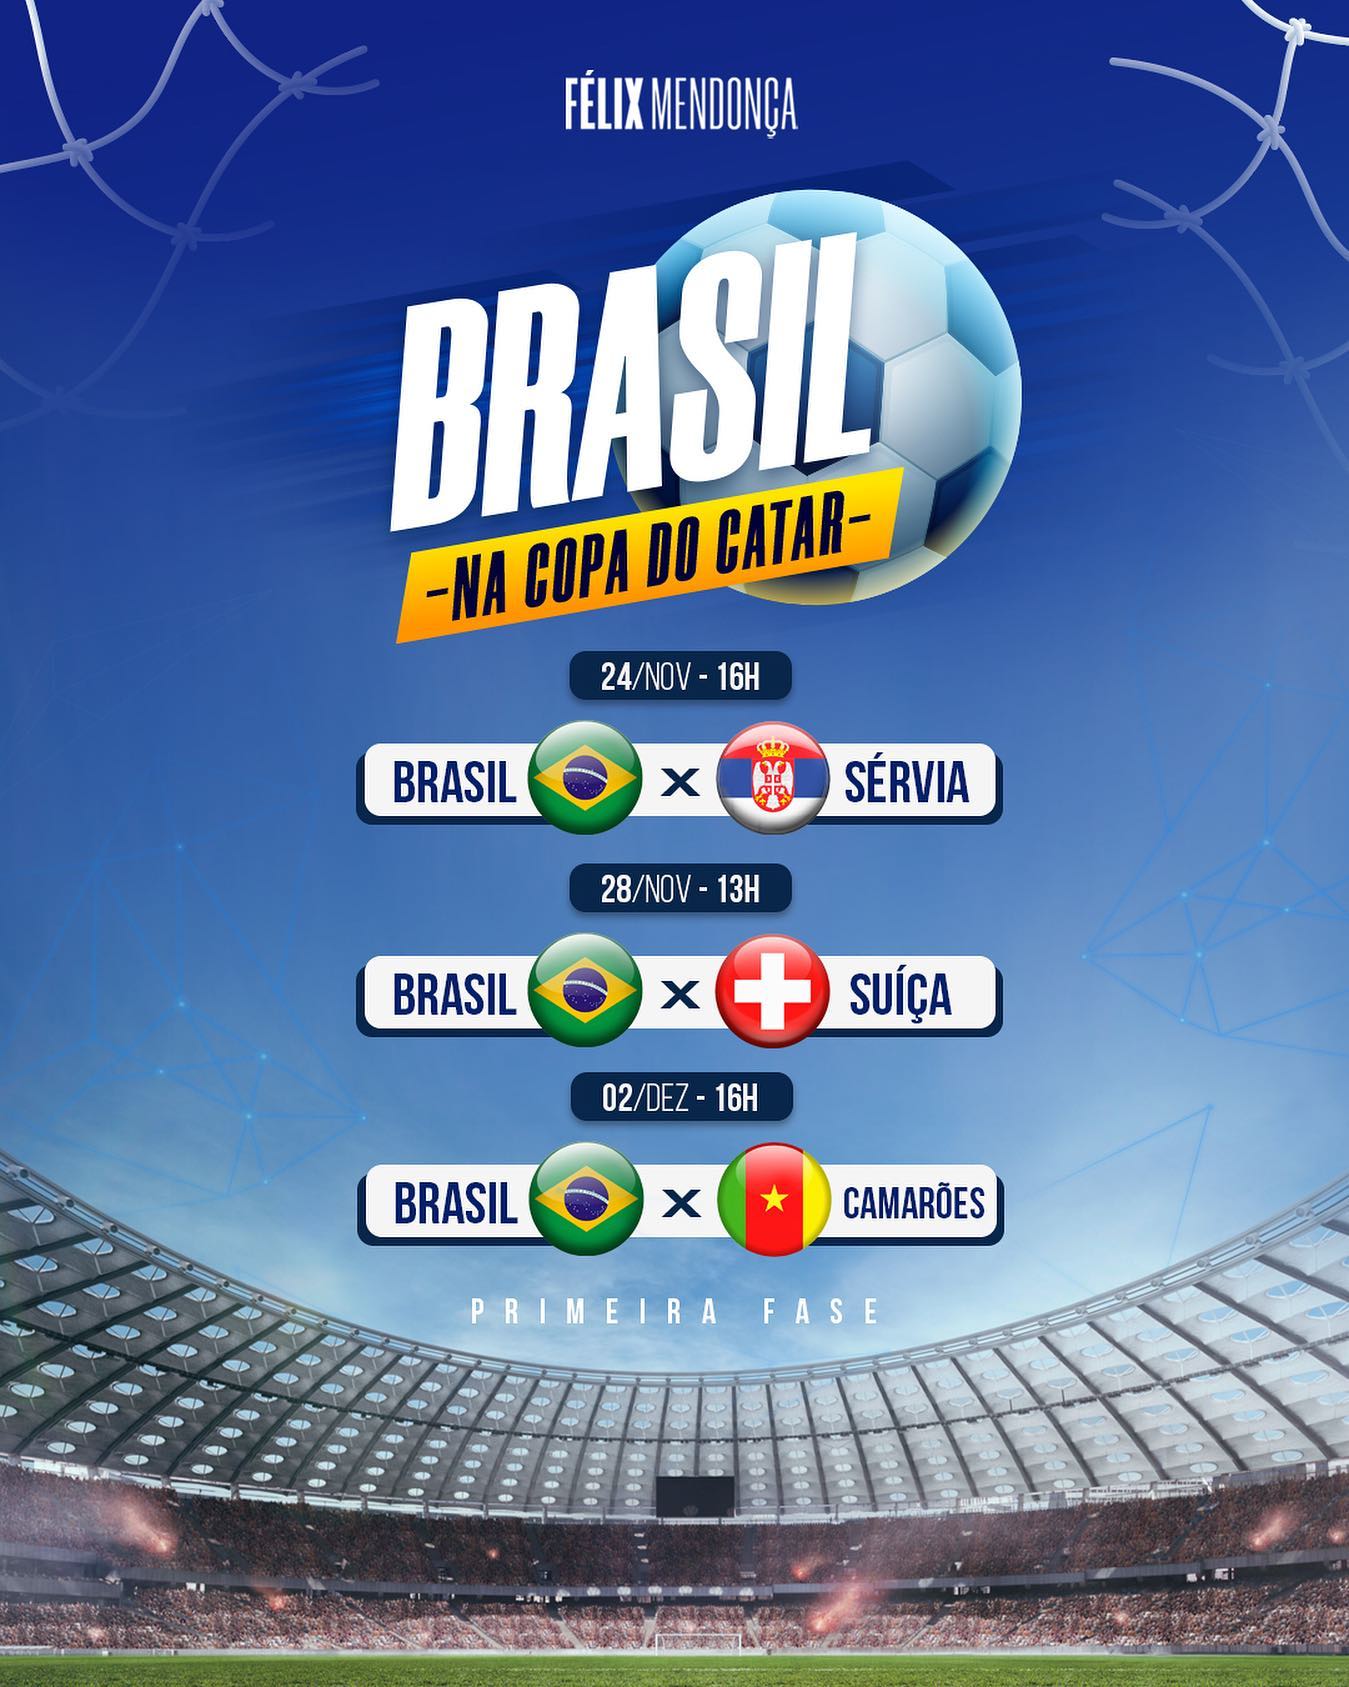 FÉLIX MENDONÇA
BRASIL
-NA COPA DO CATAR-
24/NOV - 16H
BRASIL X SÉRVIA
28/NOV - 13H
BRASIL X SUÍÇA
02/DEZ - 16H
BRASIL X CAMARÕES
PRIMEIRA FASE